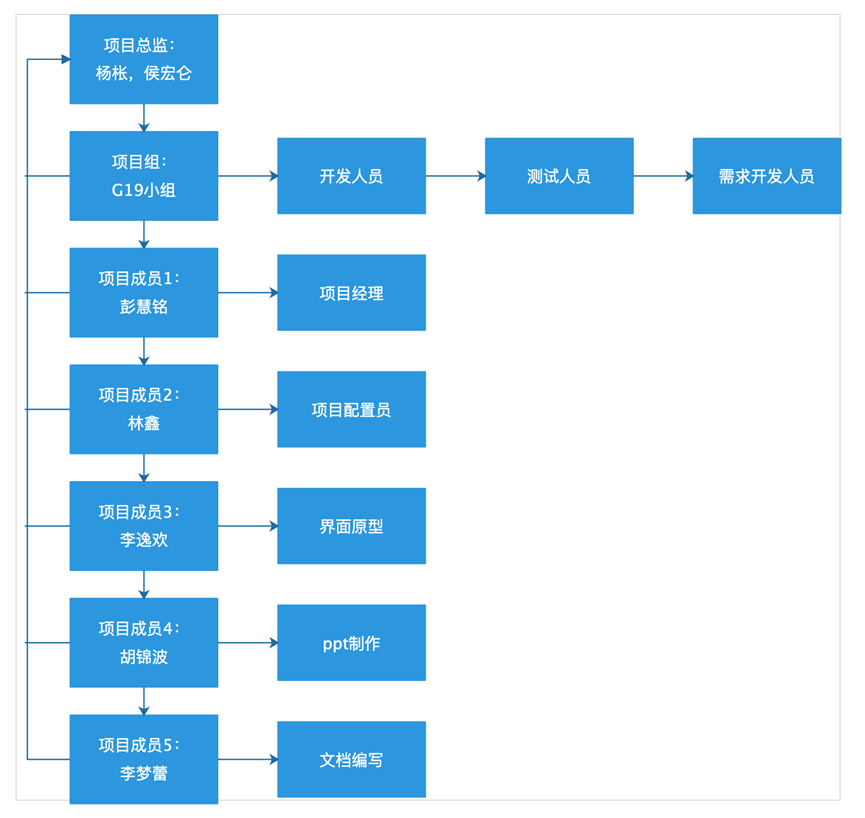 项目总监：
杨枨，侯宏仑
项目组：
G19小组
开发人员
测试人员
需求开发人员
项目成员1：
彭慧铭
项目经理
项目成员2：
林鑫
项目配置员
项目成员3：
李逸欢
界面原型
项目成员4：
胡锦波
ppt制作
项目成员5：
李梦蕾
文档编写